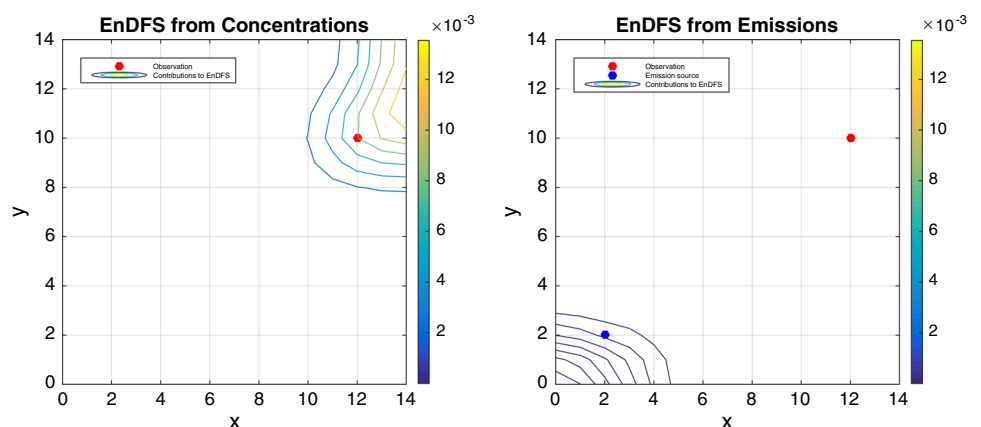 EnDFS from Concentrations
×10⁻³
Observation
Contributions to EnDFS
14
12
10
8
6
4
2
0
y
0 2 4 6 8 10 12 14
x
12
10
8
6
4
2
EnDFS from Emissions
×10⁻³
Observation
Emission source
Contributions to EnDFS
14
12
10
8
6
4
2
0
y
0 2 4 6 8 10 12 14
x
12
10
8
6
4
2